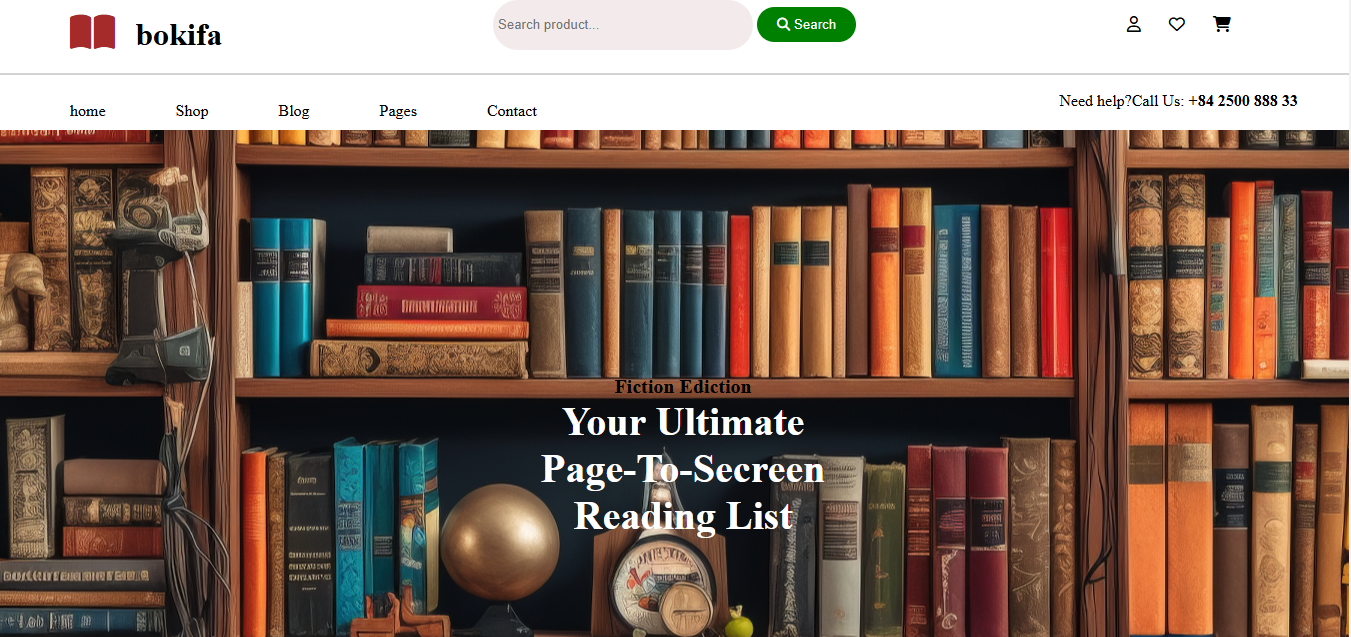 bokifa
Search product...
Search
home Shop Blog Pages Contact
Need help?Call Us: +84 2500 888 33
Fiction Ediction
Your Ultimate
Page-To-Secreen
Reading List